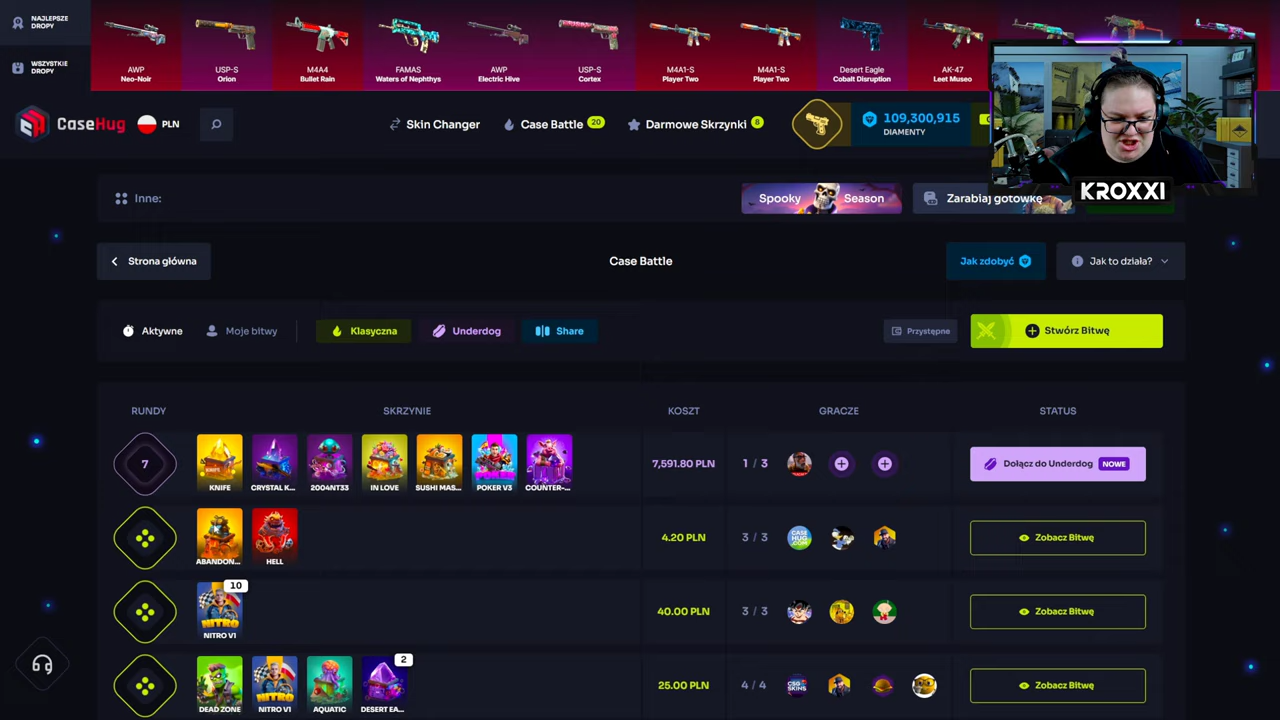 NAJLEPSZE
DROPY
WSZYSTKIE
DROPY
AWP
Neo-Noir
USP-S
Orion
M4A4
Bullet Rain
FAMAS
Waters of Nephthys
AWP
Electric Hive
USP-S
Cortex
M4A1-S
Player Two
M4A1-S
Player Two
Desert Eagle
Cobalt Disruption
AK-47
Leet Museo
CaseHug
PLN
Skin Changer
Case Battle 20
Darmowe Skrzynki 8
109,300,915
DIAMENTY
KROXXI
Inne:
Spooky Season
Zarabiaj gotówkę
Strona główna
Case Battle
Jak zdobyć
Jak to działa?
Aktywne
Moje bitwy
Klasyczna
Underdog
Share
Przystępne
Stwórz Bitwę
RUNDY SKRZYNIE KOSZT GRACZE STATUS
7
KNIFE
CRYSTAL K...
2004NT33
IN LOVE
SUSHI MAS...
POKER V3
COUNTER-...
7,591.80 PLN
1 / 3
Dołącz do Underdog NOWE
ABANDON...
HELL
4.20 PLN
3 / 3
CASE
HUG
.COM
Zobacz Bitwę
10
NITRO
NITRO V1
40.00 PLN
3 / 3
Zobacz Bitwę
DEAD ZONE
NITRO
NITRO V1
AQUATIC
2
DESERT EA...
25.00 PLN
4 / 4
CSG
SKINS
Zobacz Bitwę